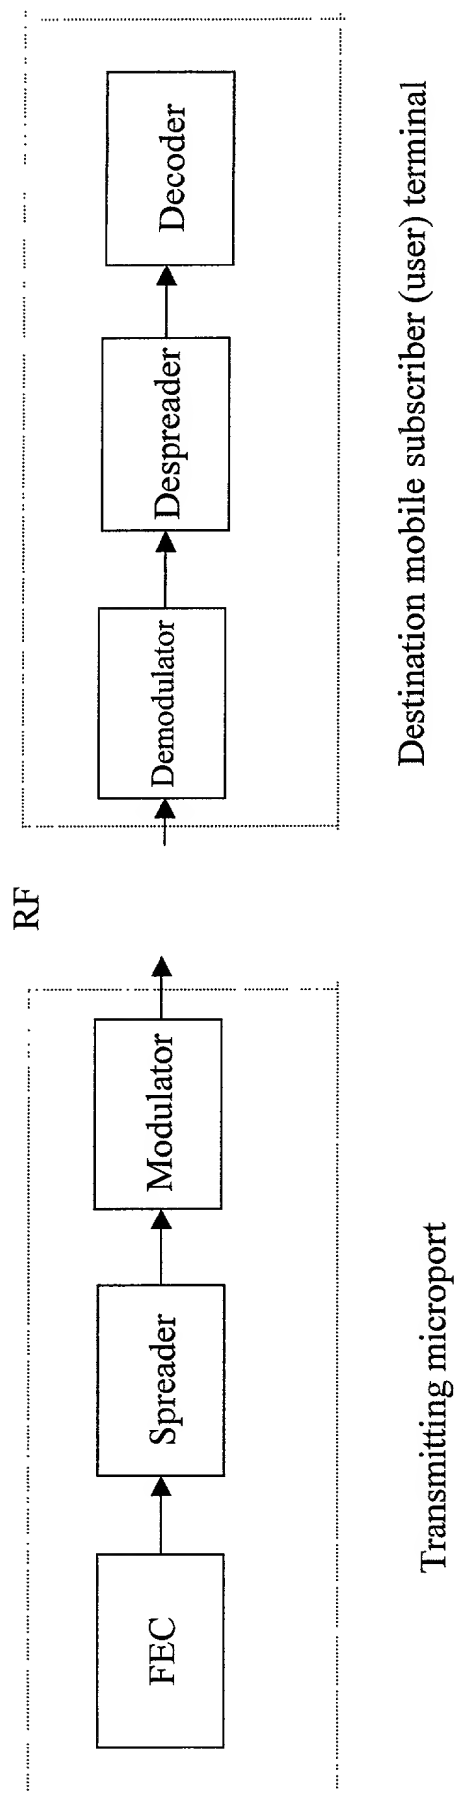 FEC
Spreader
Modulator
RF
Demodulator
Despreader
Decoder
Transmitting microport
Destination mobile subscriber (user) terminal